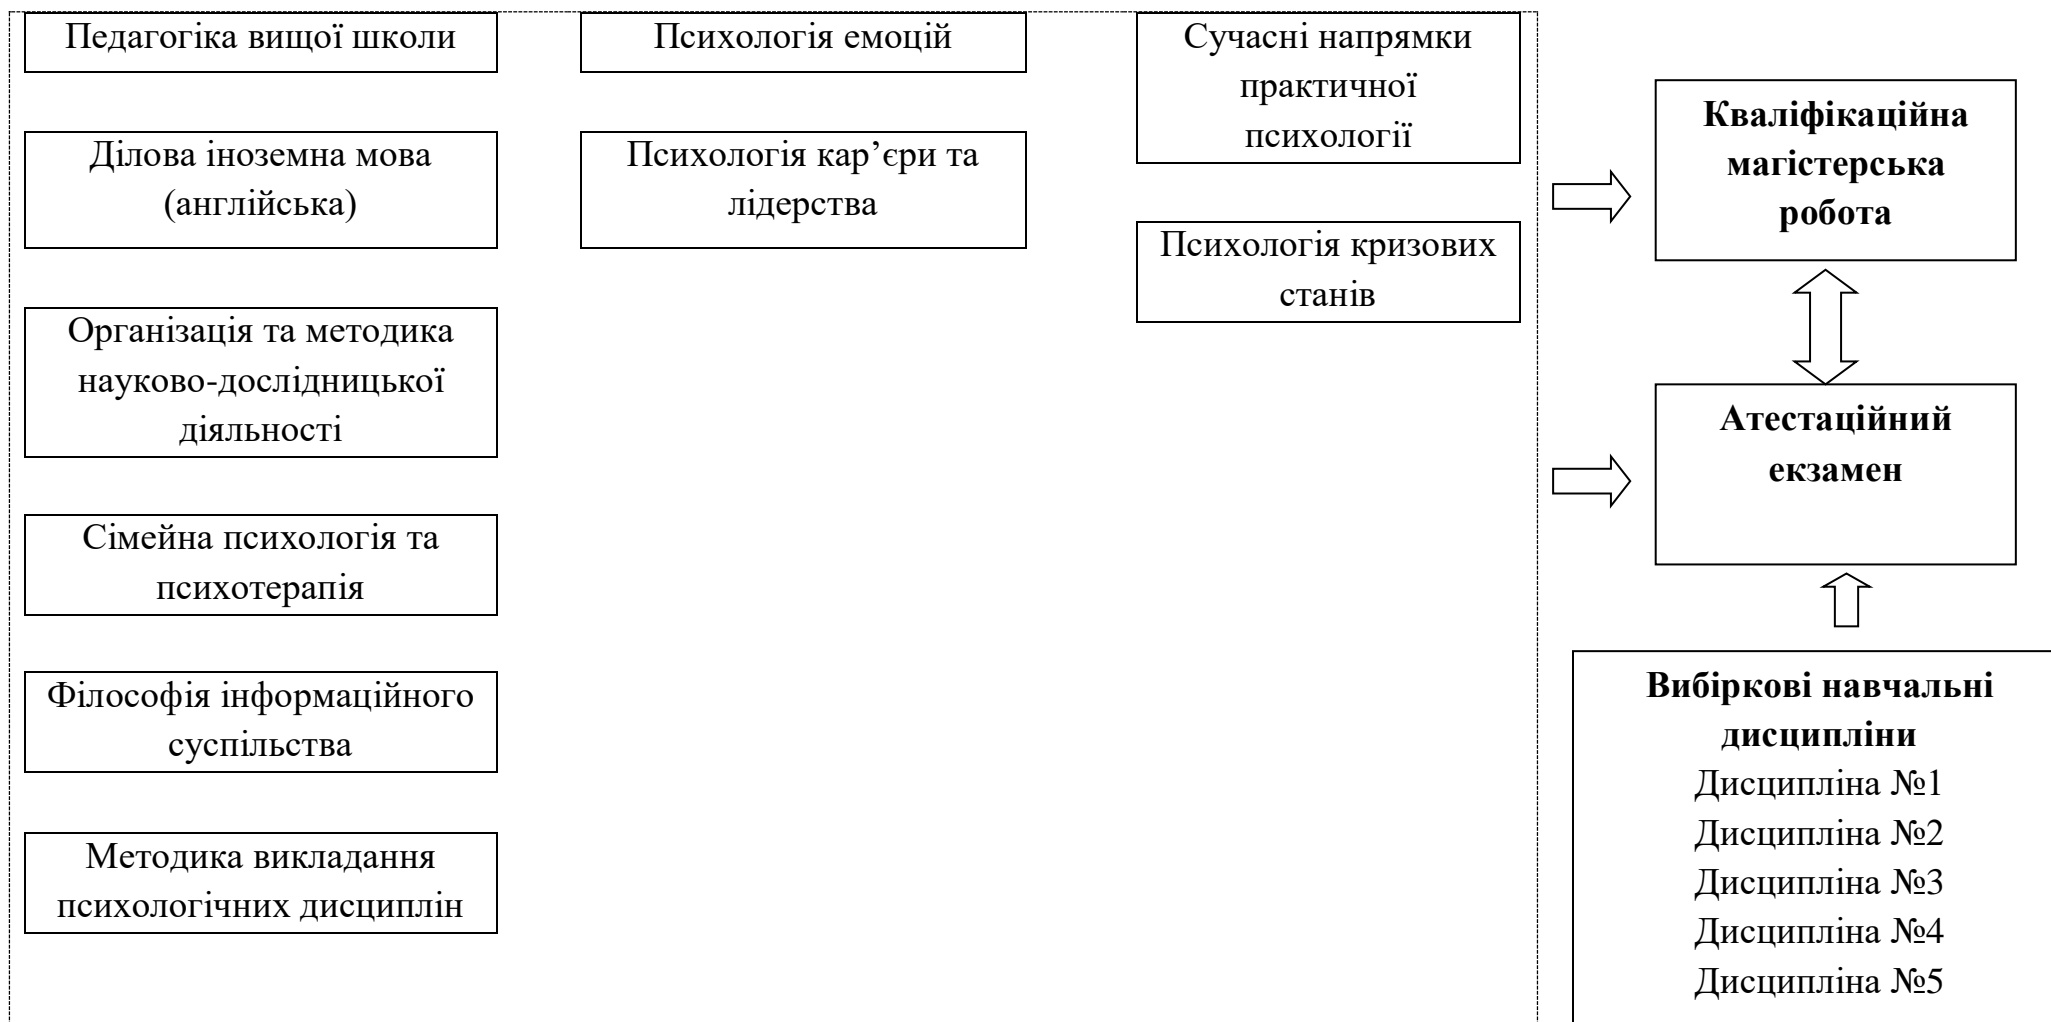 Педагогіка вищої школи
Ділова іноземна мова
(англійська)
Організація та методика
науково-дослідницької
діяльності
Сімейна психологія та
психотерапія
Філософія інформаційного
суспільства
Методика викладання
психологічних дисциплін
Психологія емоцій
Психологія кар’єри та
лідерства
Сучасні напрямки
практичної
психології
Психологія кризових
станів
Кваліфікаційна
магістерська
робота
Атестаційний
екзамен
Вибіркові навчальні
дисципліни
Дисципліна №1
Дисципліна №2
Дисципліна №3
Дисципліна №4
Дисципліна №5